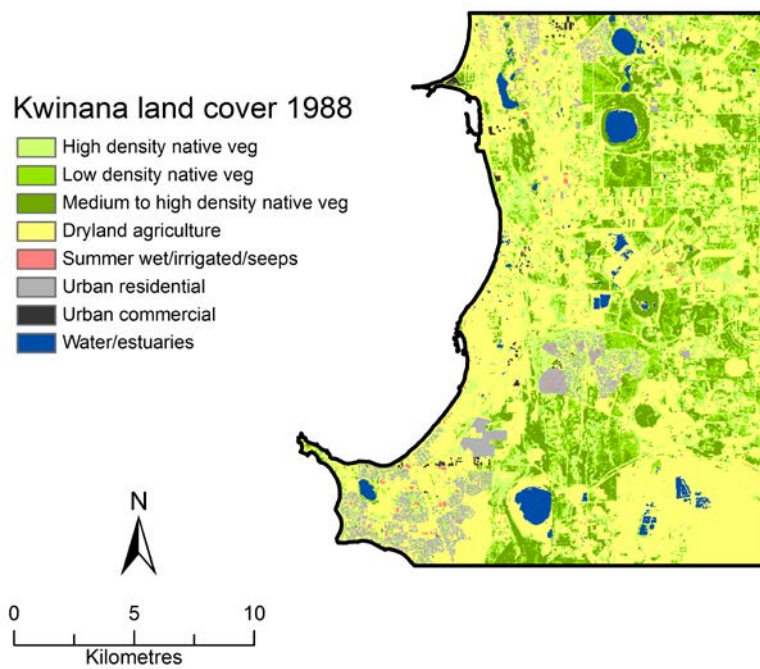 Kwinana land cover 1988
High density native veg
Low density native veg
Medium to high density native veg
Dryland agriculture
Summer wet/irrigated/seeps
Urban residential
Urban commercial
Water/estuaries
N
0 5 10
Kilometres